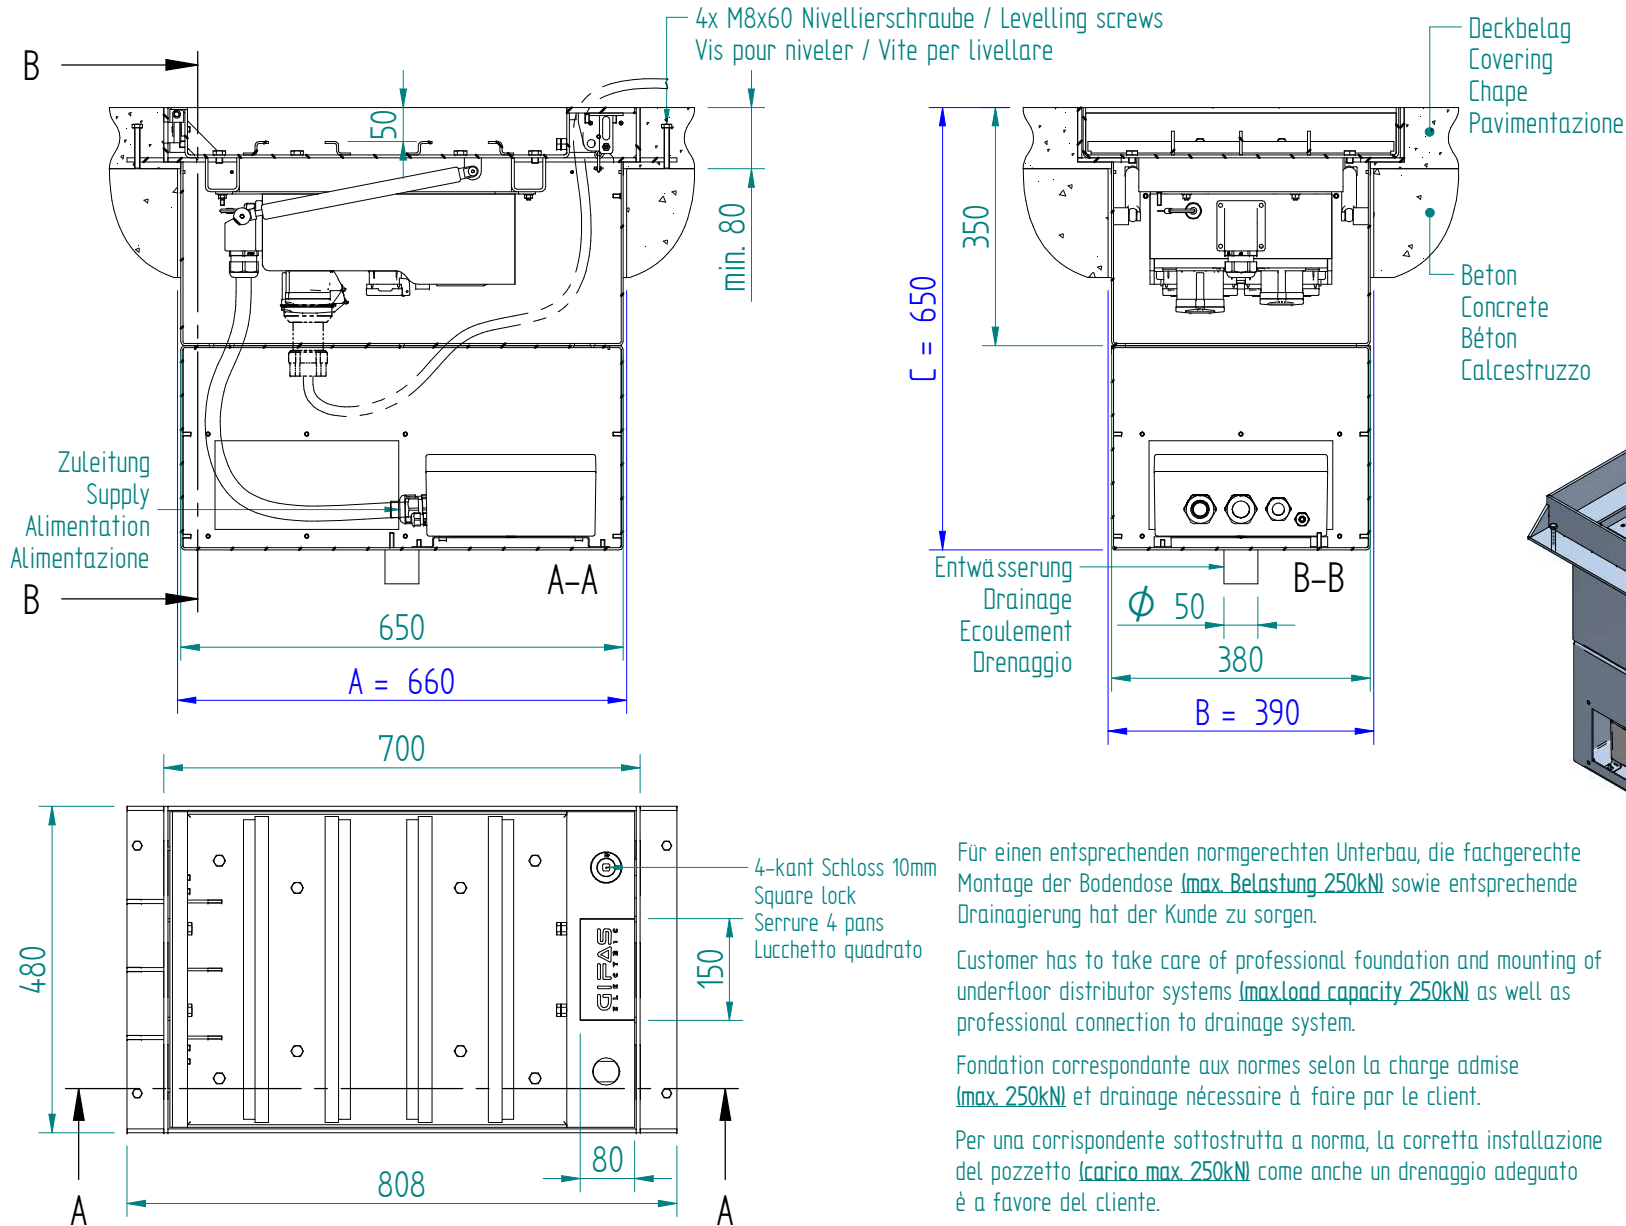 4x M8x60 Nivellierschraube / Levelling screws
Vis pour niveler / Vite per livellare
B
50
min. 80
Zuleitung
Supply
Alimentation
Alimentazione
B
A-A
650
A = 660
Deckbelag
Covering
Chape
Pavimentazione
350
C = 650
Beton
Concrete
Béton
Calcestruzzo
Entwässerung
Drainage
Ecoulement
Drenaggio
B-B
Ø 50
380
B = 390
700
480
4-kant Schloss 10mm
Square lock
Serrure 4 pans
Lucchetto quadrato
150
GIFAS
ELECTRIC
80
808
A
A
Für einen entsprechenden normgerechten Unterbau, die fachgerechte
Montage der Bodendose (max. Belastung 250kN) sowie entsprechende
Drainagierung hat der Kunde zu sorgen.
Customer has to take care of professional foundation and mounting of
underfloor distributor systems (max.load capacity 250kN) as well as
professional connection to drainage system.
Fondation correspondante aux normes selon la charge admise
(max. 250kN) et drainage nécessaire à faire par le client.
Per una corrispondente sottostrutta a norma, la corretta installazione
del pozzetto (carico max. 250kN) come anche un drenaggio adeguato
è a favore del cliente.